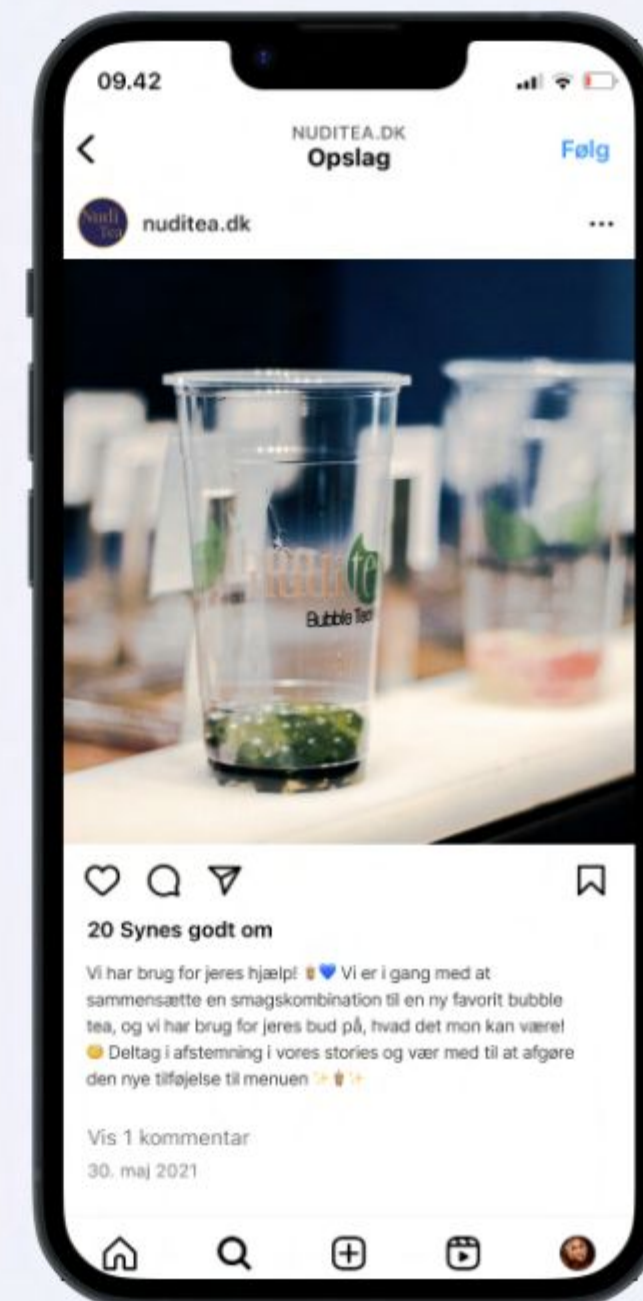 09.42
NUDITEA.DK
Opslag
Følg
Nudi
Tea
nuditea.dk
Bubble Tea
20 Synes godt om
Vi har brug for jeres hjælp! 🧋💙 Vi er i gang med at
sammensætte en smagskombination til en ny favorit bubble
tea, og vi har brug for jeres bud på, hvad det mon kan være!
😊 Deltag i afstemning i vores stories og vær med til at afgøre
den nye tilføjelse til menuen ✨🧋✨
Vis 1 kommentar
30. maj 2021